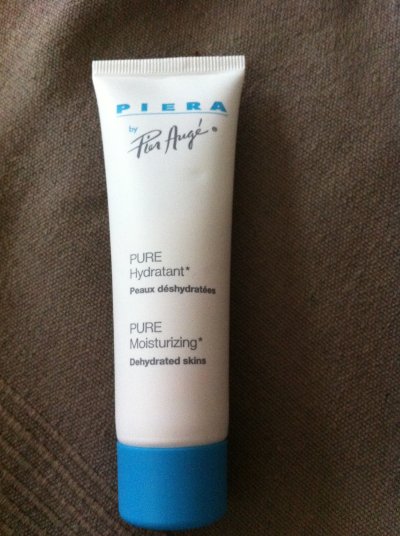 PIERA
by Pier Augé
PURE
Hydratant*
Peaux déshydratées
PURE
Moisturizing*
Dehydrated skins